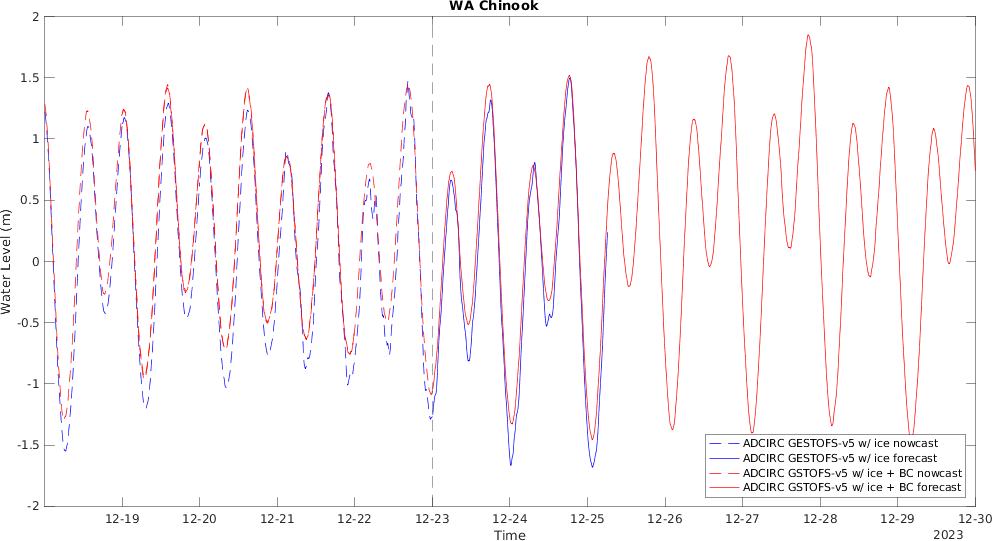 WA Chinook
2
1.5
1
0.5
0
-0.5
-1
-1.5
-2
Water Level (m)
12-19 12-20 12-21 12-22 12-23 12-24 12-25 12-26 12-27 12-28 12-29 12-30
Time
2023
ADCIRC GESTOFS-v5 w/ ice nowcast
ADCIRC GESTOFS-v5 w/ ice forecast
ADCIRC GSTOFS-v5 w/ ice + BC nowcast
ADCIRC GSTOFS-v5 w/ ice + BC forecast